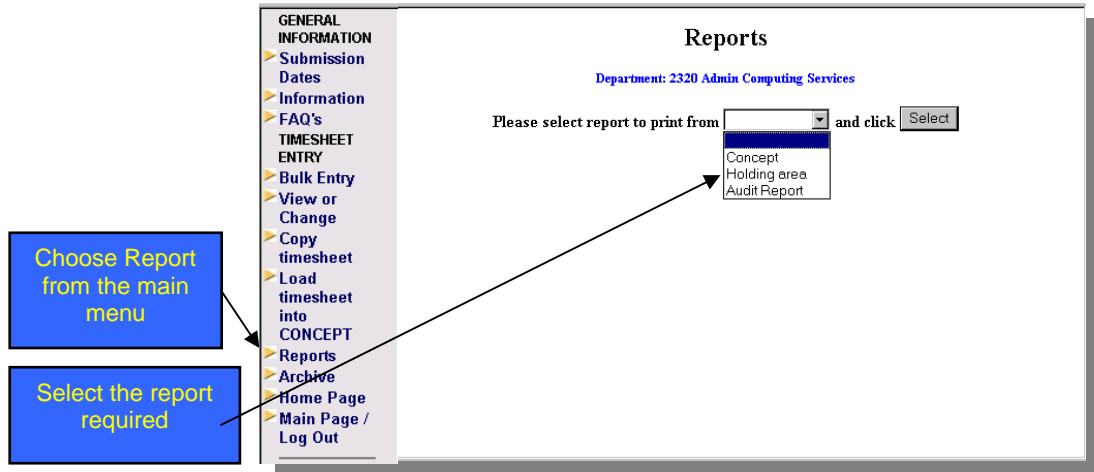 GENERAL
INFORMATION
Submission
Dates
Information
FAQ's
TIMESHEET
ENTRY
Bulk Entry
View or
Change
Copy
timesheet
Load
timesheet
into
CONCEPT
Reports
Archive
Home Page
Main Page /
Log Out
Reports
Department: 2320 Admin Computing Services
Please select report to print from and click Select
Concept
Holding area
Audit Report
Choose Report
from the main
menu
Select the report
required